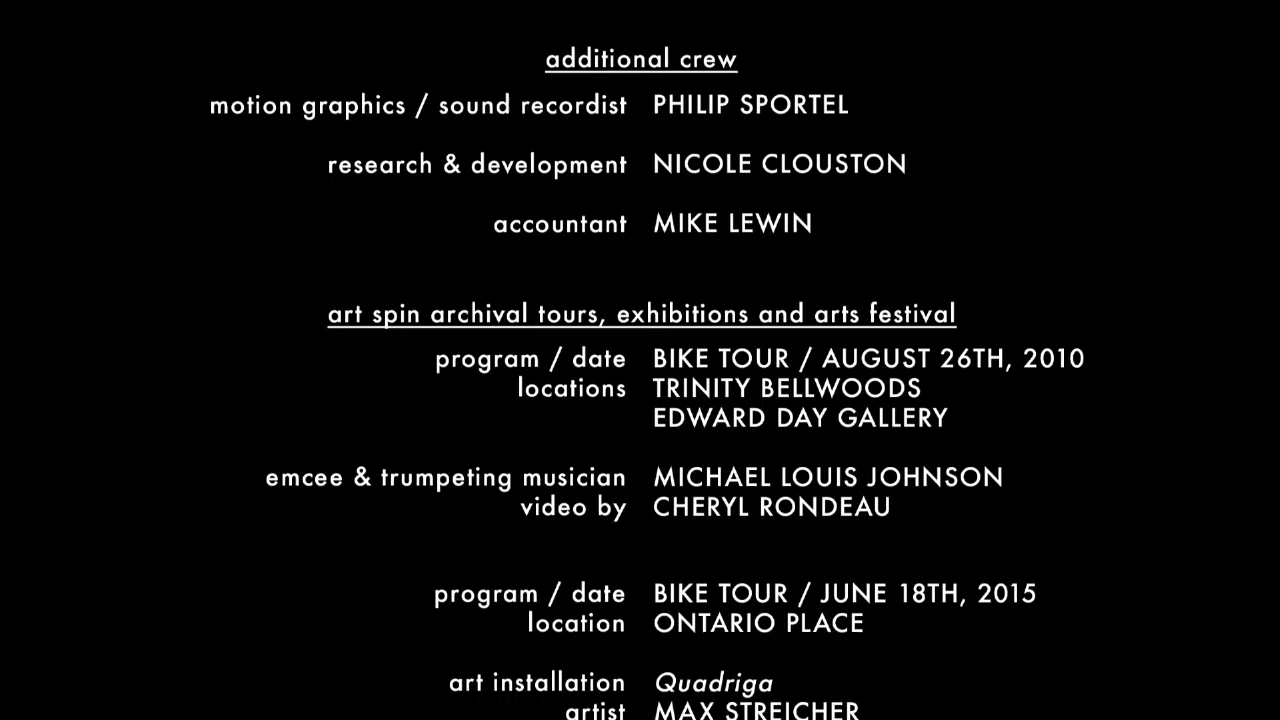 additional crew
motion graphics / sound recordist PHILIP SPORTEL
research & development NICOLE CLOUSTON
accountant MIKE LEWIN
art spin archival tours, exhibitions and arts festival
program / date BIKE TOUR / AUGUST 26TH, 2010
locations TRINITY BELLWOODS
EDWARD DAY GALLERY
emcee & trumpeting musician MICHAEL LOUIS JOHNSON
video by CHERYL RONDEAU
program / date BIKE TOUR / JUNE 18TH, 2015
location ONTARIO PLACE
art installation Quadriga
artist MAX STREICHER